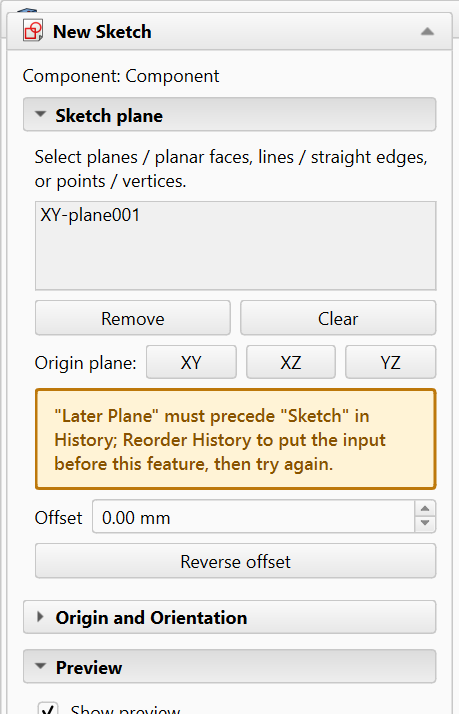 New Sketch
Component: Component
Sketch plane
Select planes / planar faces, lines / straight edges,
or points / vertices.
XY-plane001
Remove Clear
Origin plane: XY XZ YZ
"Later Plane" must precede "Sketch" in
History; Reorder History to put the input
before this feature, then try again.
Offset 0.00 mm
Reverse offset
Origin and Orientation
Preview
Show preview